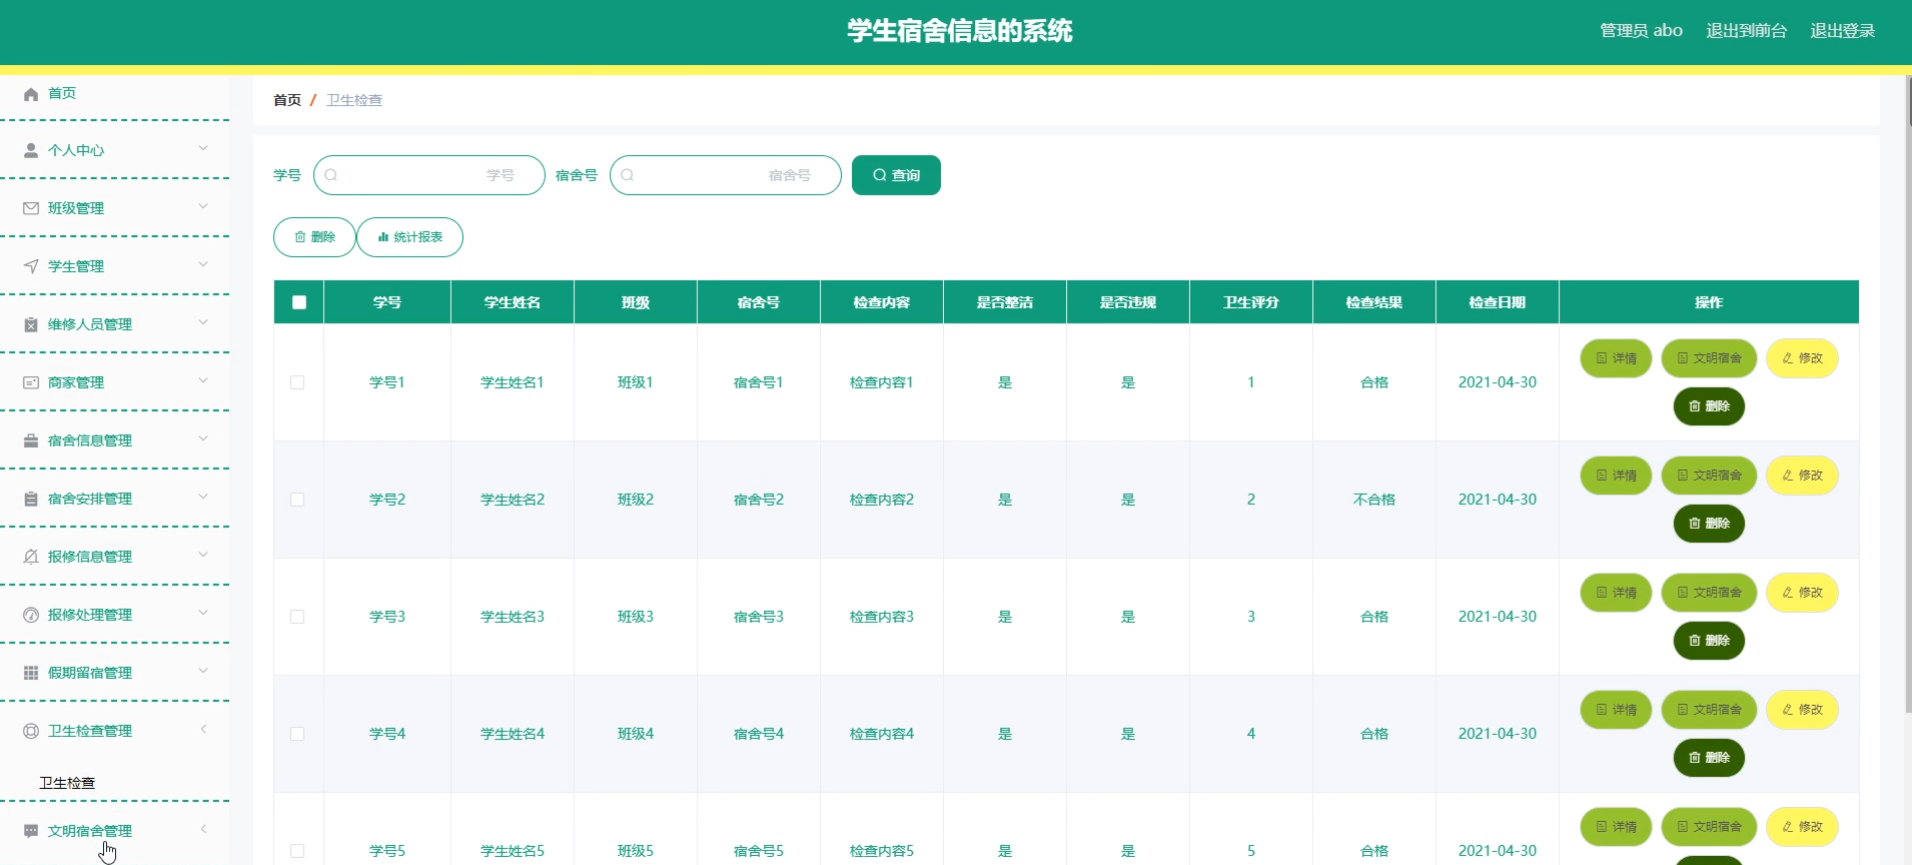 学生宿舍信息的系统
管理员 abo 退出到前台 退出登录
首页
个人中心
班级管理
学生管理
维修人员管理
商家管理
宿舍信息管理
宿舍安排管理
报修信息管理
报修处理管理
假期留宿管理
卫生检查管理
卫生检查
文明宿舍管理
首页 / 卫生检查
学号 学号 宿舍号 宿舍号 查询
删除 统计报表
学号 学生姓名 班级 宿舍号 检查内容 是否整洁 是否违规 卫生评分 检查结果 检查日期 操作
学号1 学生姓名1 班级1 宿舍号1 检查内容1 是 是 1 合格 2021-04-30 详情 文明宿舍 修改
删除
学号2 学生姓名2 班级2 宿舍号2 检查内容2 是 是 2 不合格 2021-04-30 详情 文明宿舍 修改
删除
学号3 学生姓名3 班级3 宿舍号3 检查内容3 是 是 3 合格 2021-04-30 详情 文明宿舍 修改
删除
学号4 学生姓名4 班级4 宿舍号4 检查内容4 是 是 4 合格 2021-04-30 详情 文明宿舍 修改
删除
学号5 学生姓名5 班级5 宿舍号5 检查内容5 是 是 5 合格 2021-04-30 详情 文明宿舍 修改